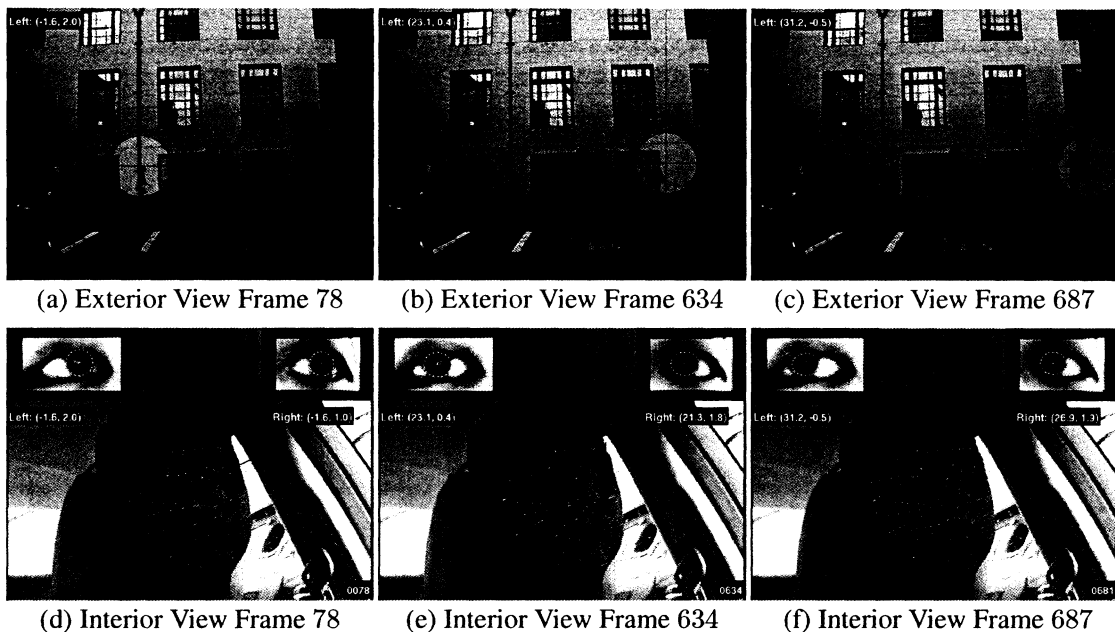 Left: (-1.6, 2.0)
Left: (23.1, 0.4)
Left: (31.2, -0.5)
(a) Exterior View Frame 78
(b) Exterior View Frame 634
(c) Exterior View Frame 687
Left: (-1.6, 2.0)
Right: (-1.6, 1.0)
Left: (23.1, 0.4)
Right: (21.3, 1.8)
Left: (31.2, -0.5)
Right: (26.9, 1.9)
0078
0634
0681
(d) Interior View Frame 78
(e) Interior View Frame 634
(f) Interior View Frame 687